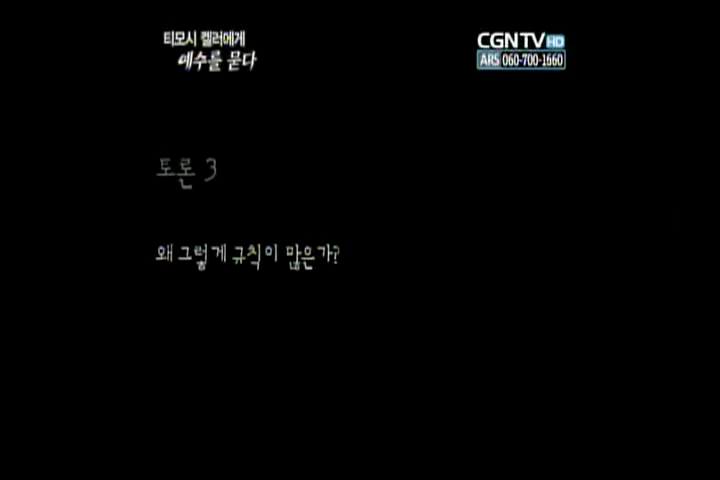 티모시 켈러에게
예수를 묻다
CGNTV HD
ARS 060-700-1660
토론 3
왜 그렇게 규칙이 많은가?